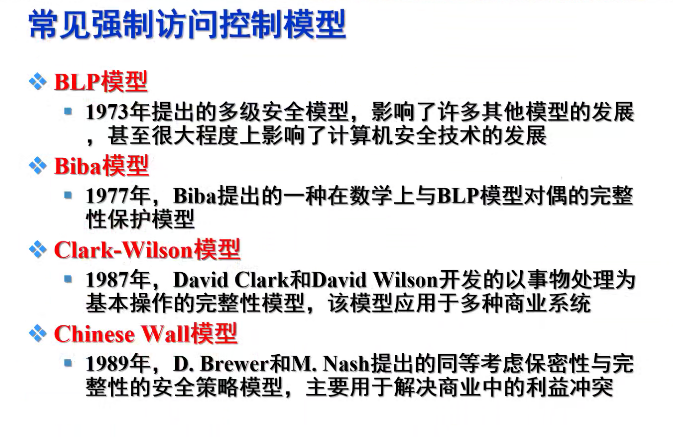 常见强制访问控制模型
BLP模型
1973年提出的多级安全模型，影响了许多其他模型的发展
，甚至很大程度上影响了计算机安全技术的发展
Biba模型
1977年，Biba提出的一种在数学上与BLP模型对偶的完整
性保护模型
Clark-Wilson模型
1987年，David Clark和David Wilson开发的以事物处理为
基本操作的完整性模型，该模型应用于多种商业系统
Chinese Wall模型
1989年，D. Brewer和M. Nash提出的同等考虑保密性与完
整性的安全策略模型，主要用于解决商业中的利益冲突